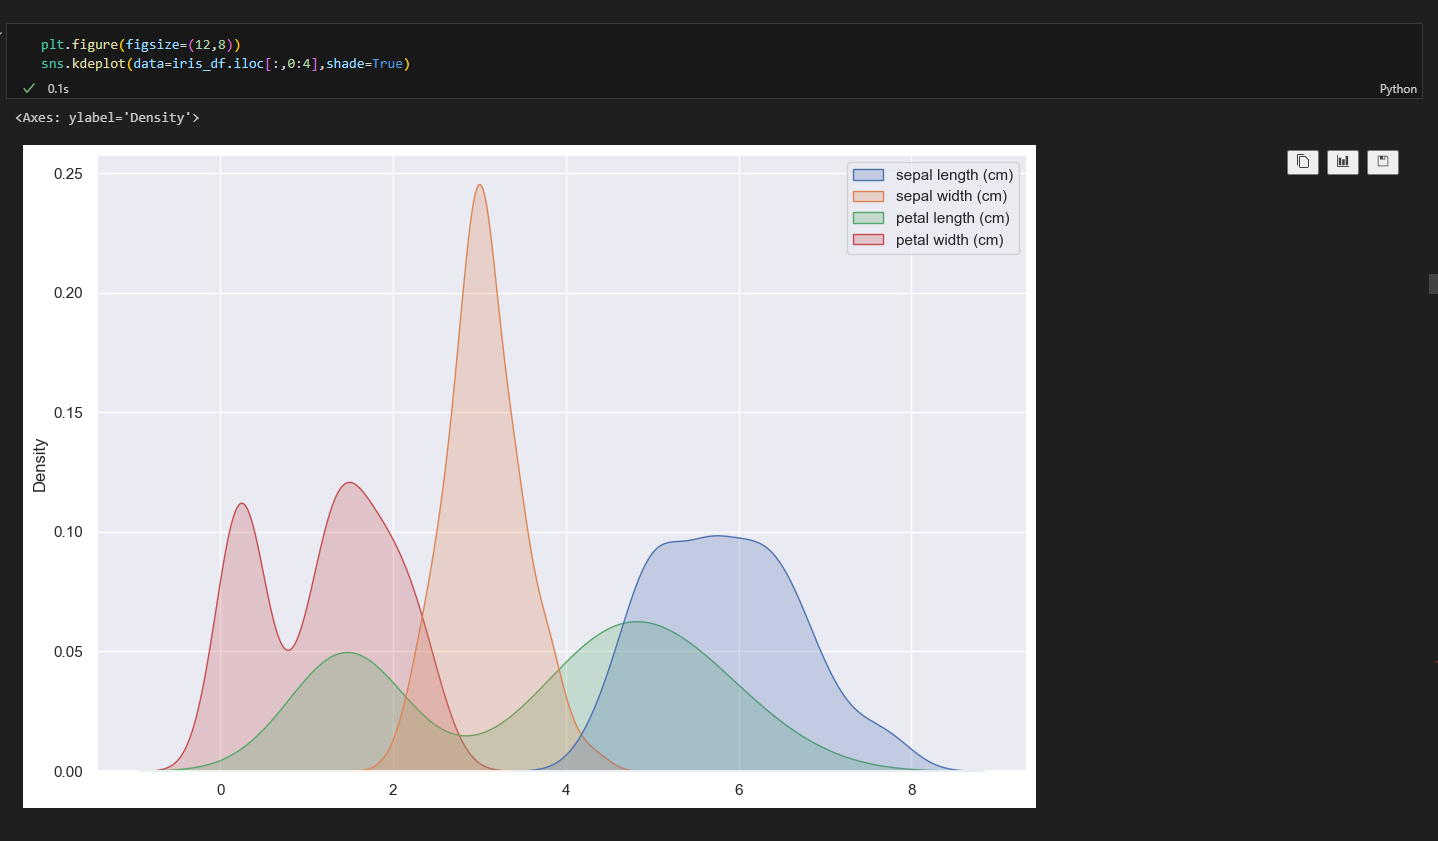 plt.figure(figsize=(12,8))
sns.kdeplot(data=iris_df.iloc[:,0:4],shade=True)
0.1s
Python
<Axes: ylabel='Density'>
sepal length (cm)
sepal width (cm)
petal length (cm)
petal width (cm)
0.25
0.20
0.15
0.10
0.05
0.00
Density
0 2 4 6 8